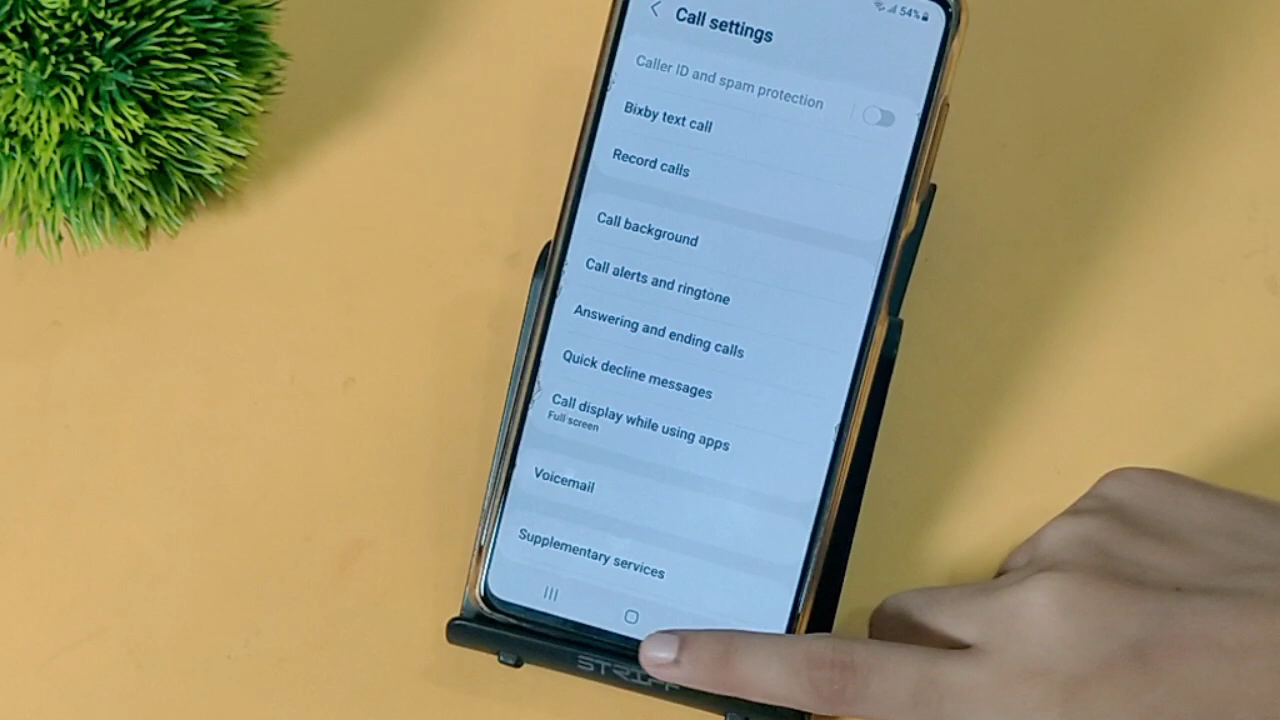 54%
Call settings
Caller ID and spam protection
Bixby text call
Record calls
Call background
Call alerts and ringtone
Answering and ending calls
Quick decline messages
Call display while using apps
Full screen
Voicemail
Supplementary services